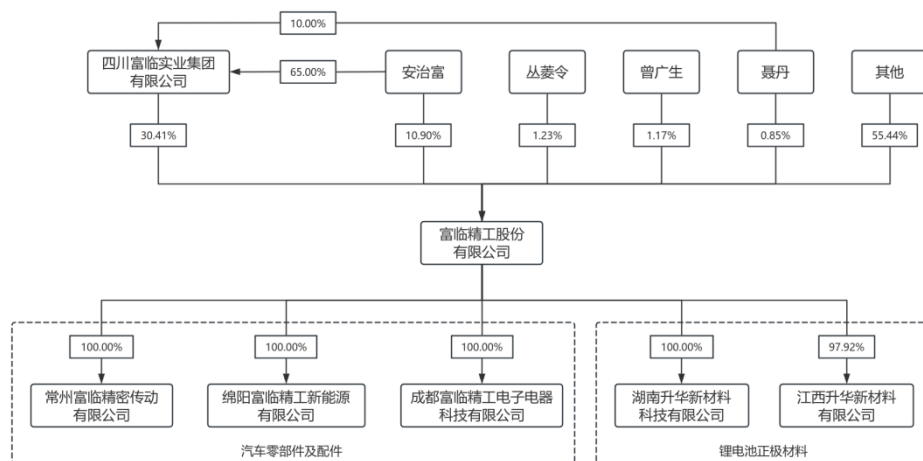 10.00%
四川富临实业集团
有限公司
65.00%
安治富
丛菱令
曾广生
聂丹
其他
30.41%
10.90%
1.23%
1.17%
0.85%
55.44%
富临精工股份
有限公司
100.00%
100.00%
100.00%
100.00%
97.92%
常州富临精密传动
有限公司
绵阳富临精工新能源
有限公司
成都富临精工电子电器
科技有限公司
湖南升华新材料
科技有限公司
江西升华新材料
有限公司
汽车零部件及配件
锂电池正极材料